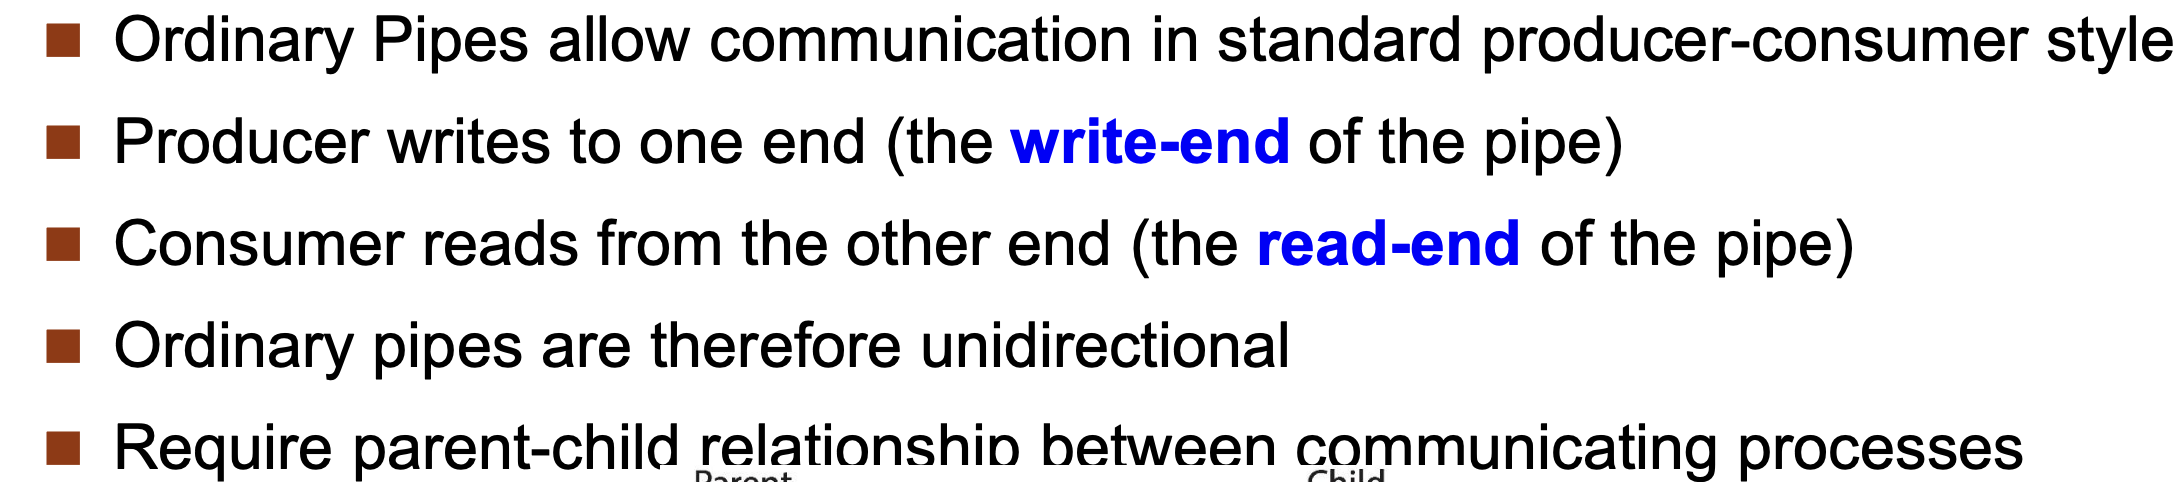 Ordinary Pipes allow communication in standard producer-consumer style
Producer writes to one end (the write-end of the pipe)
Consumer reads from the other end (the read-end of the pipe)
Ordinary pipes are therefore unidirectional
Require parent-child relationship between communicating processes
Parent Child